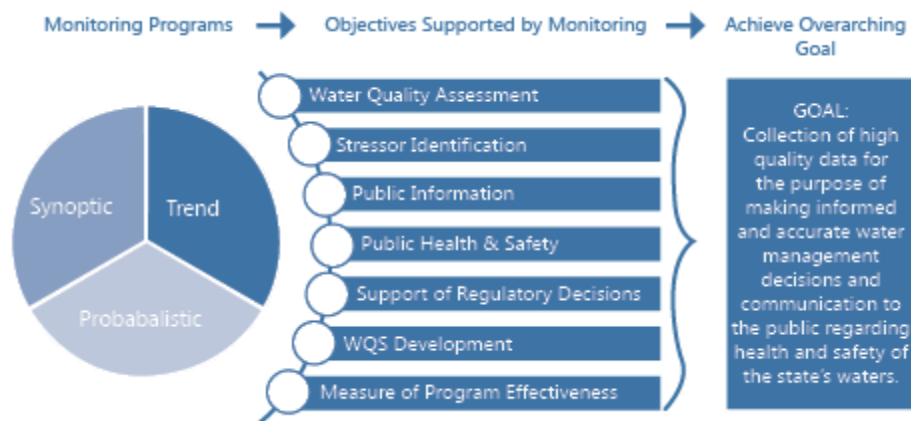 Monitoring Programs
Objectives Supported by Monitoring
Achieve Overarching
Goal
Synoptic
Trend
Probabalistic
Water Quality Assessment
Stressor Identification
Public Information
Public Health & Safety
Support of Regulatory Decisions
WQS Development
Measure of Program Effectiveness
GOAL:
Collection of high
quality data for
the purpose of
making informed
and accurate water
management
decisions and
communication to
the public regarding
health and safety of
the state's waters.